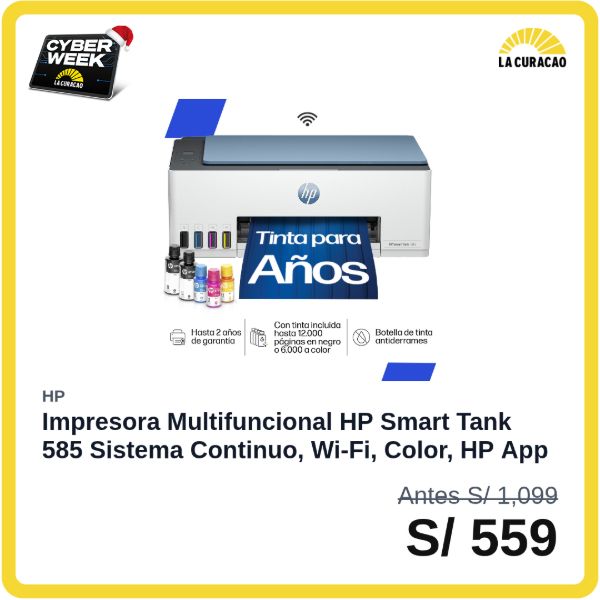 CYBER
WEEK
LA CURACAO
LA CURACAO
hp
Tinta para
Años
Hasta 2 años
de garantía
Con tinta incluida
hasta 12.000
páginas en negro
o 6.000 a color
Botella de tinta
antiderrames
HP
Impresora Multifuncional HP Smart Tank
585 Sistema Continuo, Wi-Fi, Color, HP App
Antes S/ 1,099
S/ 559